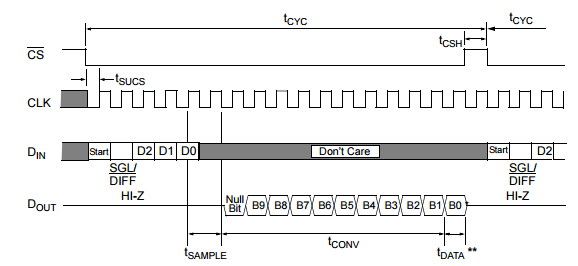 tCYC tCYC
tCSH
CS
tSUCS
CLK
DIN Start D2 D1 D0 Don't Care Start D2
SGL/ SGL/
DIFF DIFF
HI-Z HI-Z
DOUT Null Bit B9 B8 B7 B6 B5 B4 B3 B2 B1 B0
tSAMPLE tCONV tDATA **